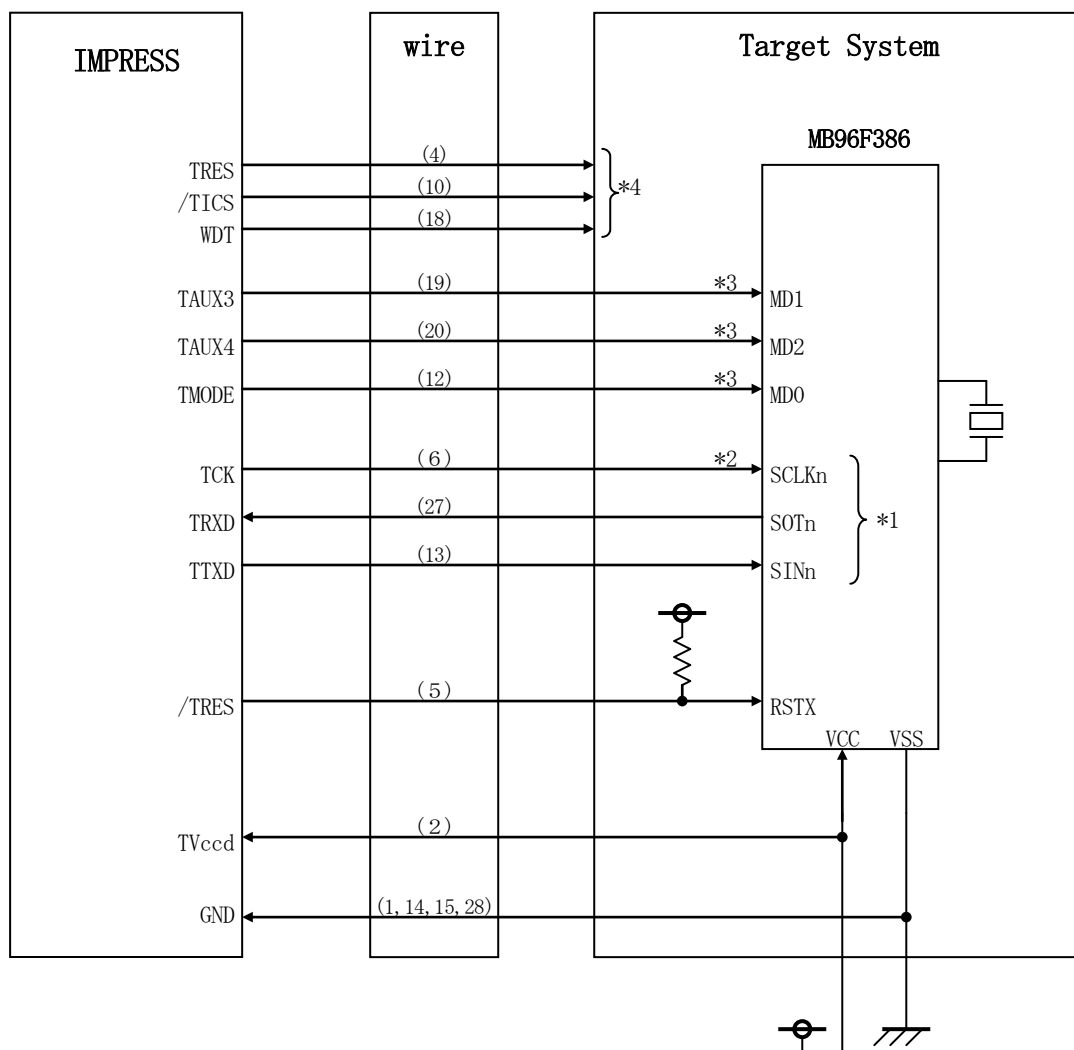 IMPRESS
wire
Target System
MB96F386
TRES (4)
/TICS (10) *4
WDT (18)
TAUX3 (19) *3 MD1
TAUX4 (20) *3 MD2
TMODE (12) *3 MD0
TCK (6) *2 SCLKn
TRXD (27) SOTn *1
TTXD (13) SINn
/TRES (5) RSTX
VCC VSS
TVccd (2)
GND (1,14,15,28)